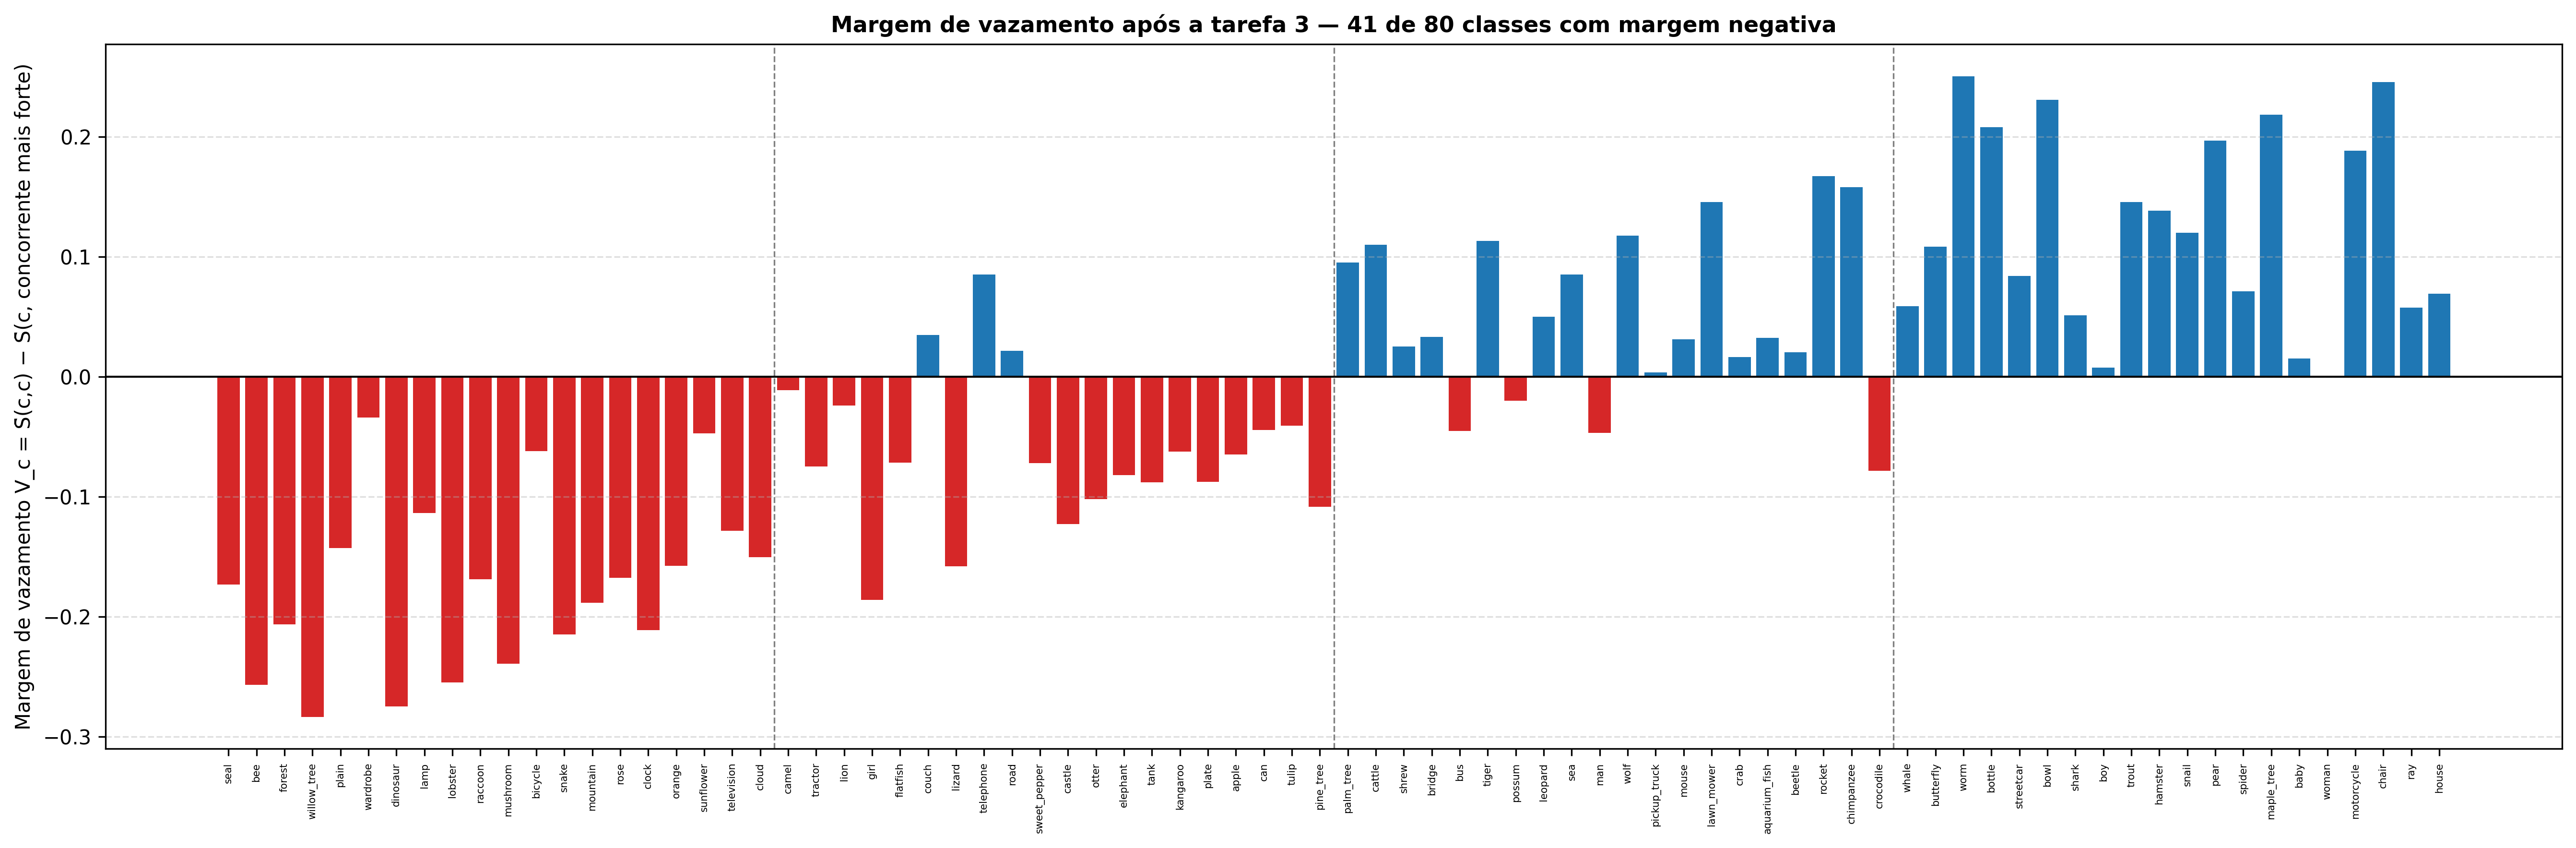 Margem de vazamento após a tarefa 3 — 41 de 80 classes com margem negativa
Margem de vazamento V_c = S(c,c) − S(c, concorrente mais forte)
0.2
0.1
0.0
−0.1
−0.2
−0.3
seal
bee
forest
willow_tree
plain
wardrobe
dinosaur
lamp
lobster
raccoon
mushroom
bicycle
snake
mountain
rose
clock
orange
sunflower
television
cloud
camel
tractor
lion
girl
flatfish
couch
lizard
telephone
road
sweet_pepper
castle
otter
elephant
tank
kangaroo
plate
apple
can
tulip
pine_tree
palm_tree
cattle
shrew
bridge
bus
tiger
possum
leopard
sea
man
wolf
pickup_truck
mouse
lawn_mower
crab
aquarium_fish
beetle
rocket
chimpanzee
crocodile
whale
butterfly
worm
bottle
streetcar
bowl
shark
boy
trout
hamster
snail
pear
spider
maple_tree
baby
woman
motorcycle
chair
ray
house